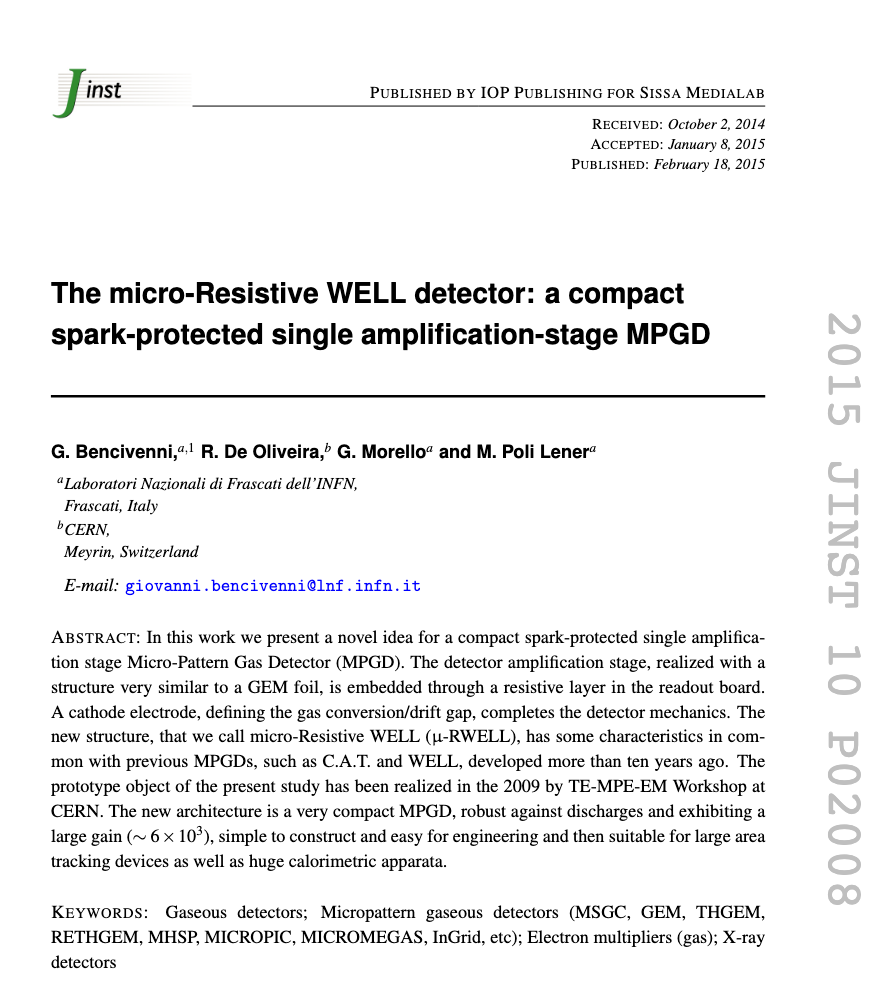 Jinst
PUBLISHED BY IOP PUBLISHING FOR SISSA MEDIALAB
RECEIVED: October 2, 2014
ACCEPTED: January 8, 2015
PUBLISHED: February 18, 2015
The micro-Resistive WELL detector: a compact
spark-protected single amplification-stage MPGD
G. Bencivenni,a,1 R. De Oliveira,b G. Morelloa and M. Poli Lenera
aLaboratori Nazionali di Frascati dell'INFN,
Frascati, Italy
bCERN,
Meyrin, Switzerland
E-mail: giovanni.bencivenni@lnf.infn.it
ABSTRACT: In this work we present a novel idea for a compact spark-protected single amplifica-
tion stage Micro-Pattern Gas Detector (MPGD). The detector amplification stage, realized with a
structure very similar to a GEM foil, is embedded through a resistive layer in the readout board.
A cathode electrode, defining the gas conversion/drift gap, completes the detector mechanics. The
new structure, that we call micro-Resistive WELL (μ-RWELL), has some characteristics in com-
mon with previous MPGDs, such as C.A.T. and WELL, developed more than ten years ago. The
prototype object of the present study has been realized in the 2009 by TE-MPE-EM Workshop at
CERN. The new architecture is a very compact MPGD, robust against discharges and exhibiting a
large gain (∼ 6 × 10³), simple to construct and easy for engineering and then suitable for large area
tracking devices as well as huge calorimetric apparata.
KEYWORDS: Gaseous detectors; Micropattern gaseous detectors (MSGC, GEM, THGEM,
RETHGEM, MHSP, MICROPIC, MICROMEGAS, InGrid, etc); Electron multipliers (gas); X-ray
detectors
2015 JINST 10 P02008